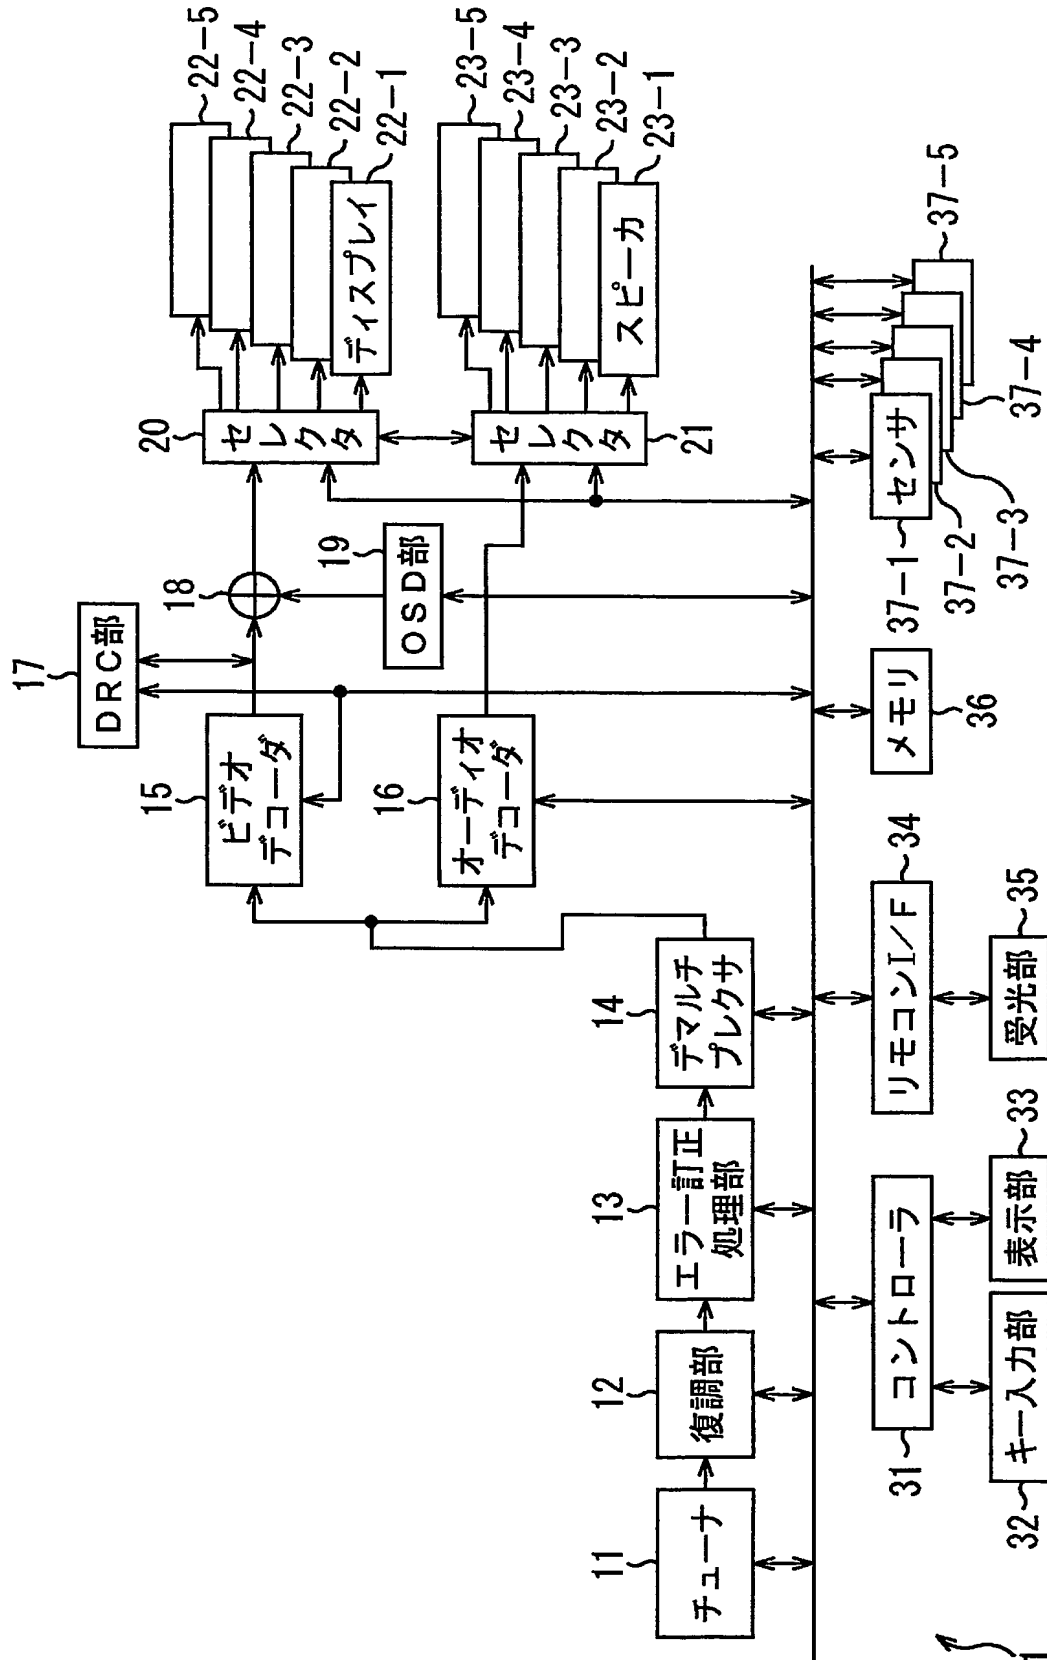 17
DRC部
15
ビデオ
デコーダ
18
20
セレクタ
22-5
22-4
22-3
22-2
22-1
ディスプレイ
16
オーディオ
デコーダ
19
OSD部
21
セレクタ
23-5
23-4
23-3
23-2
23-1
スピーカ
11
チューナ
12
復調部
13
エラー訂正
処理部
14
デマルチ
プレクサ
31
コントローラ
34
リモコンI/F
36
メモリ
37-1
センサ
37-2
37-3
37-4
37-5
32
キー入力部
33
表示部
35
受光部
1